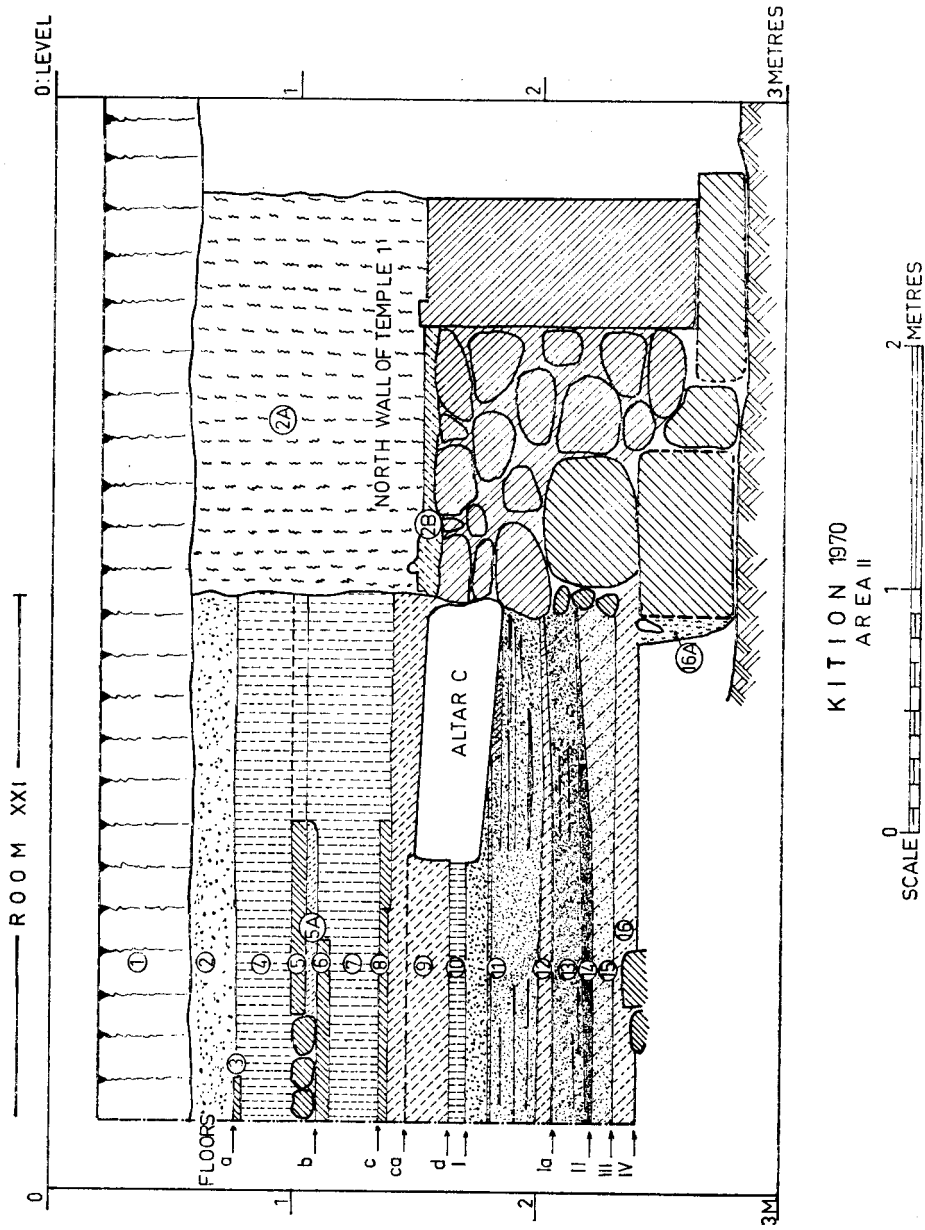 ROOM XXI
0
1
2
3M
FLOORS
a
b
c
ca
d
I
Ia
II
III
IV
1
2
3
4
5
5A
6
7
8
9
10
11
12
13
14
15
16
16A
2A
2B
ALTAR C
NORTH WALL OF TEMPLE 1
0: LEVEL
1
2
3 METRES
KITION 1970
AREA II
SCALE 0 1 2 METRES